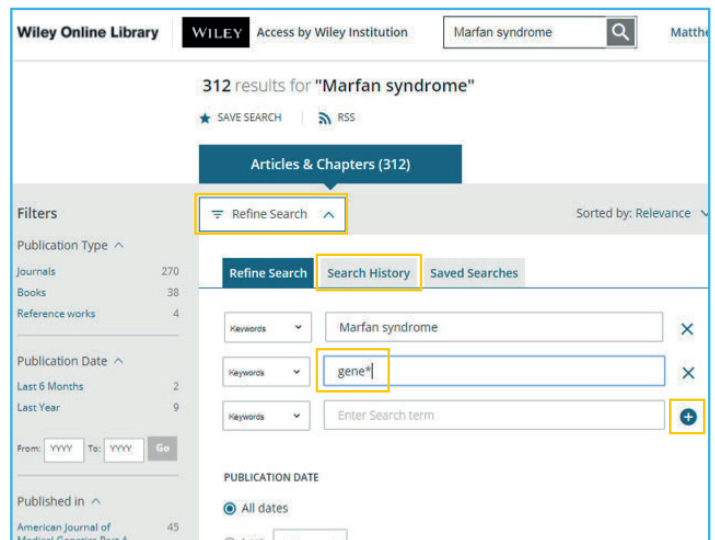 Wiley Online Library WILEY Access by Wiley Institution Marfan syndrome Matthe
312 results for "Marfan syndrome"
SAVE SEARCH RSS
Articles & Chapters (312)
Filters
Refine Search
Sorted by: Relevance
Publication Type
Journals 270
Books 38
Reference works 4
Publication Date
Last 6 Months 2
Last Year 9
From: YYYY To: YYYY Go
Published in
American Journal of 45
Medical Genetics Part A
Refine Search Search History Saved Searches
Keywords Marfan syndrome
Keywords gene*
Keywords Enter Search term
PUBLICATION DATE
All dates